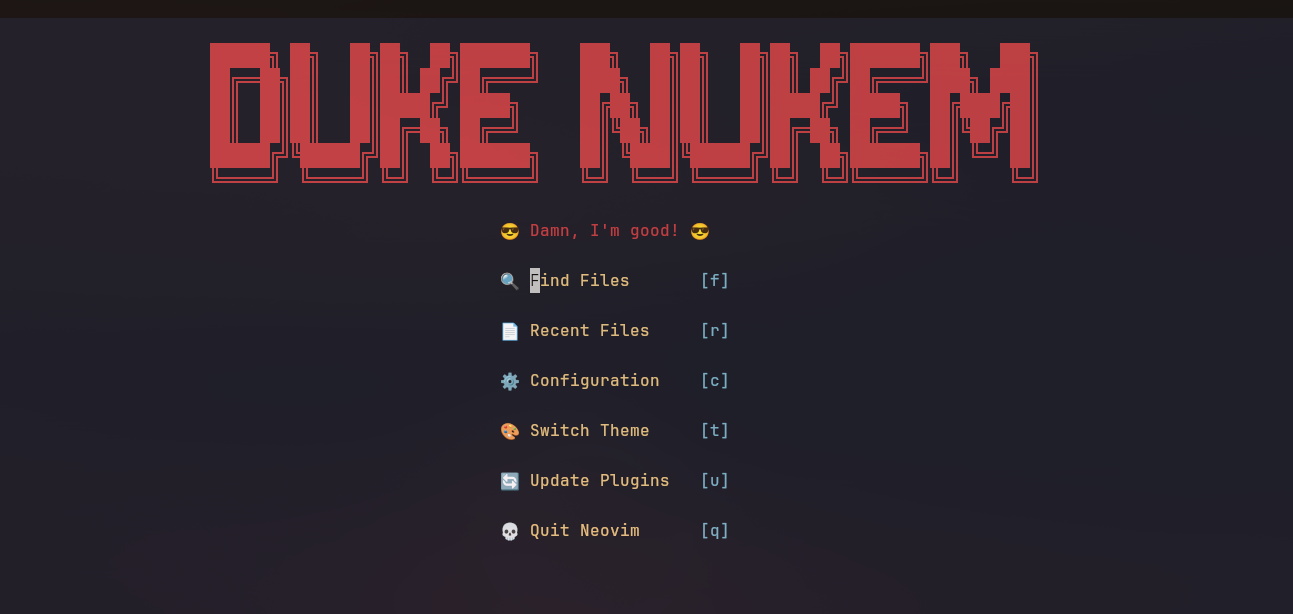 DUKE NUKEM
😎 Damn, I'm good! 😎
🔍 Find Files [f]
📄 Recent Files [r]
⚙️ Configuration [c]
🎨 Switch Theme [t]
🔄 Update Plugins [u]
💀 Quit Neovim [q]